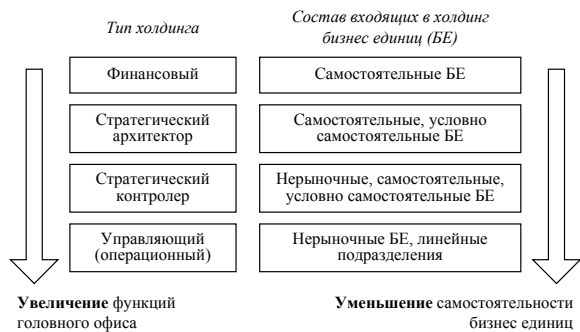 Тип холдинга
Состав входящих в холдинг
бизнес единиц (БЕ)
Финансовый
Самостоятельные БЕ
Стратегический
архитектор
Самостоятельные, условно
самостоятельные БЕ
Стратегический
контролер
Нерыночные, самостоятельные,
условно самостоятельные БЕ
Управляющий
(операционный)
Нерыночные БЕ, линейные
подразделения
Увеличение функций
головного офиса
Уменьшение самостоятельности
бизнес единиц